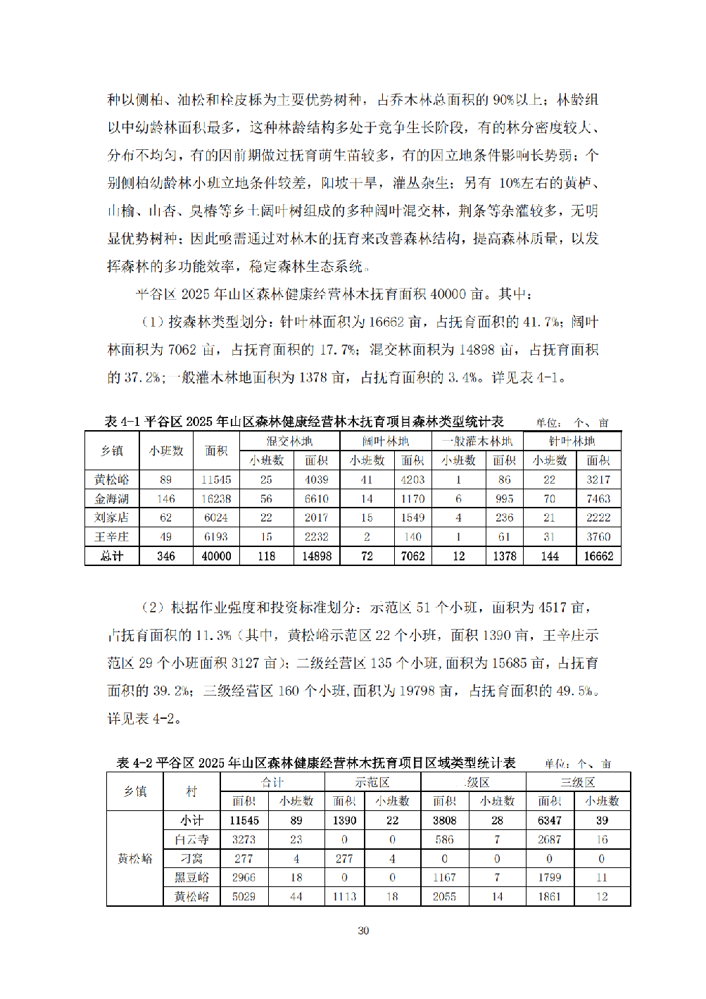 种以侧柏、油松和栓皮栎为主要优势树种，占乔木林总面积的 90%以上；林龄组
以中幼龄林面积最多，这种林龄结构多处于竞争生长阶段，有的林分密度较大、
分布不均匀，有的因前期做过抚育萌生苗较多，有的因立地条件影响长势弱；个
别侧柏幼龄林小班立地条件较差，阳坡干旱，灌丛杂生；另有 10%左右的黄栌、
山榆、山杏、臭椿等乡土阔叶树组成的多种阔叶混交林，荆条等杂灌较多，无明
显优势树种；因此亟需通过对林木的抚育来改善森林结构，提高森林质量，以发
挥森林的多功能效率，稳定森林生态系统。
平谷区 2025 年山区森林健康经营林木抚育面积 40000 亩。其中：
（1）按森林类型划分：针叶林面积为 16662 亩，占抚育面积的 41.7%；阔叶
林面积为 7062 亩，占抚育面积的 17.7%；混交林面积为 14898 亩，占抚育面积
的 37.2%;一般灌木林地面积为 1378 亩，占抚育面积的 3.4%。详见表 4-1。
表 4-1 平谷区 2025 年山区森林健康经营林木抚育项目森林类型统计表 单位： 个、亩
乡镇 小班数 面积 混交林地 阔叶林地 一般灌木林地 针叶林地
小班数 面积 小班数 面积 小班数 面积 小班数 面积
黄松峪 89 11545 25 4039 41 4203 1 86 22 3217
金海湖 146 16238 56 6610 14 1170 6 995 70 7463
刘家店 62 6024 22 2017 15 1549 4 236 21 2222
王辛庄 49 6193 15 2232 2 140 1 61 31 3760
总计 346 40000 118 14898 72 7062 12 1378 144 16662
（2）根据作业强度和投资标准划分：示范区 51 个小班，面积为 4517 亩，
占抚育面积的 11.3%（其中，黄松峪示范区 22 个小班，面积 1390 亩，王辛庄示
范区 29 个小班面积 3127 亩）；二级经营区 135 个小班,面积为 15685 亩，占抚育
面积的 39.2%；三级经营区 160 个小班,面积为 19798 亩，占抚育面积的 49.5%。
详见表 4-2。
表 4-2 平谷区 2025 年山区森林健康经营林木抚育项目区域类型统计表 单位：个、亩
乡镇 村 合计 示范区 二级区 三级区
面积 小班数 面积 小班数 面积 小班数 面积 小班数
黄松峪 小计 11545 89 1390 22 3808 28 6347 39
白云寺 3273 23 0 0 586 7 2687 16
刁窝 277 4 277 4 0 0 0 0
黑豆峪 2966 18 0 0 1167 7 1799 11
黄松峪 5029 44 1113 18 2055 14 1861 12
30